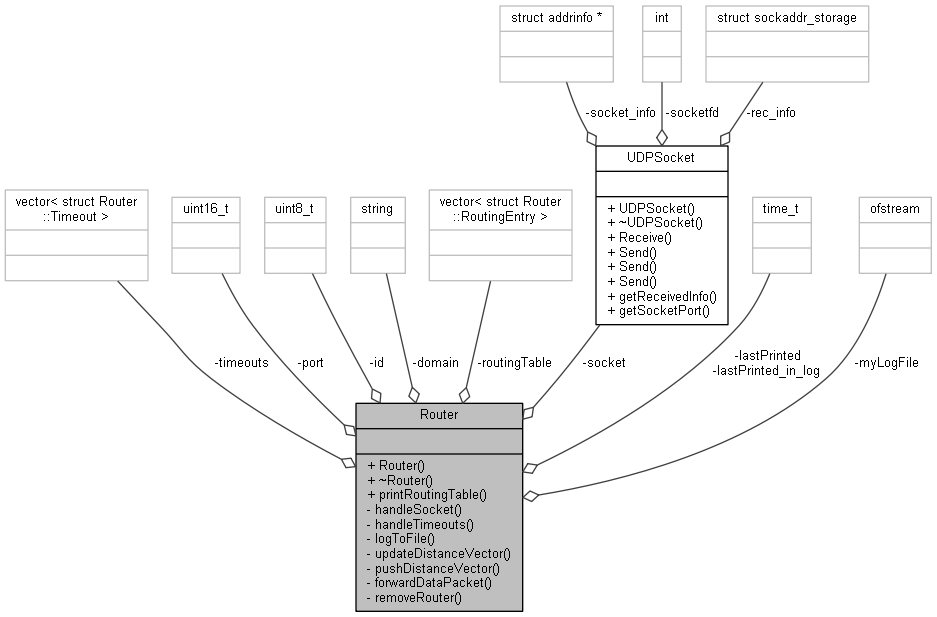 struct addrinfo *
int
struct sockaddr_storage
-socket_info
-socketfd
-rec_info
UDPSocket
+ UDPSocket()
+ ~UDPSocket()
+ Receive()
+ Send()
+ Send()
+ Send()
+ getReceivedInfo()
+ getSocketPort()
vector< struct Router
::Timeout >
uint16_t
uint8_t
string
vector< struct Router
::RoutingEntry >
time_t
ofstream
-timeouts
-port
-id
-domain
-routingTable
-socket
-lastPrinted
-lastPrinted_in_log
-myLogFile
Router
+ Router()
+ ~Router()
+ printRoutingTable()
- handleSocket()
- handleTimeouts()
- logToFile()
- updateDistanceVector()
- pushDistanceVector()
- forwardDataPacket()
- removeRouter()